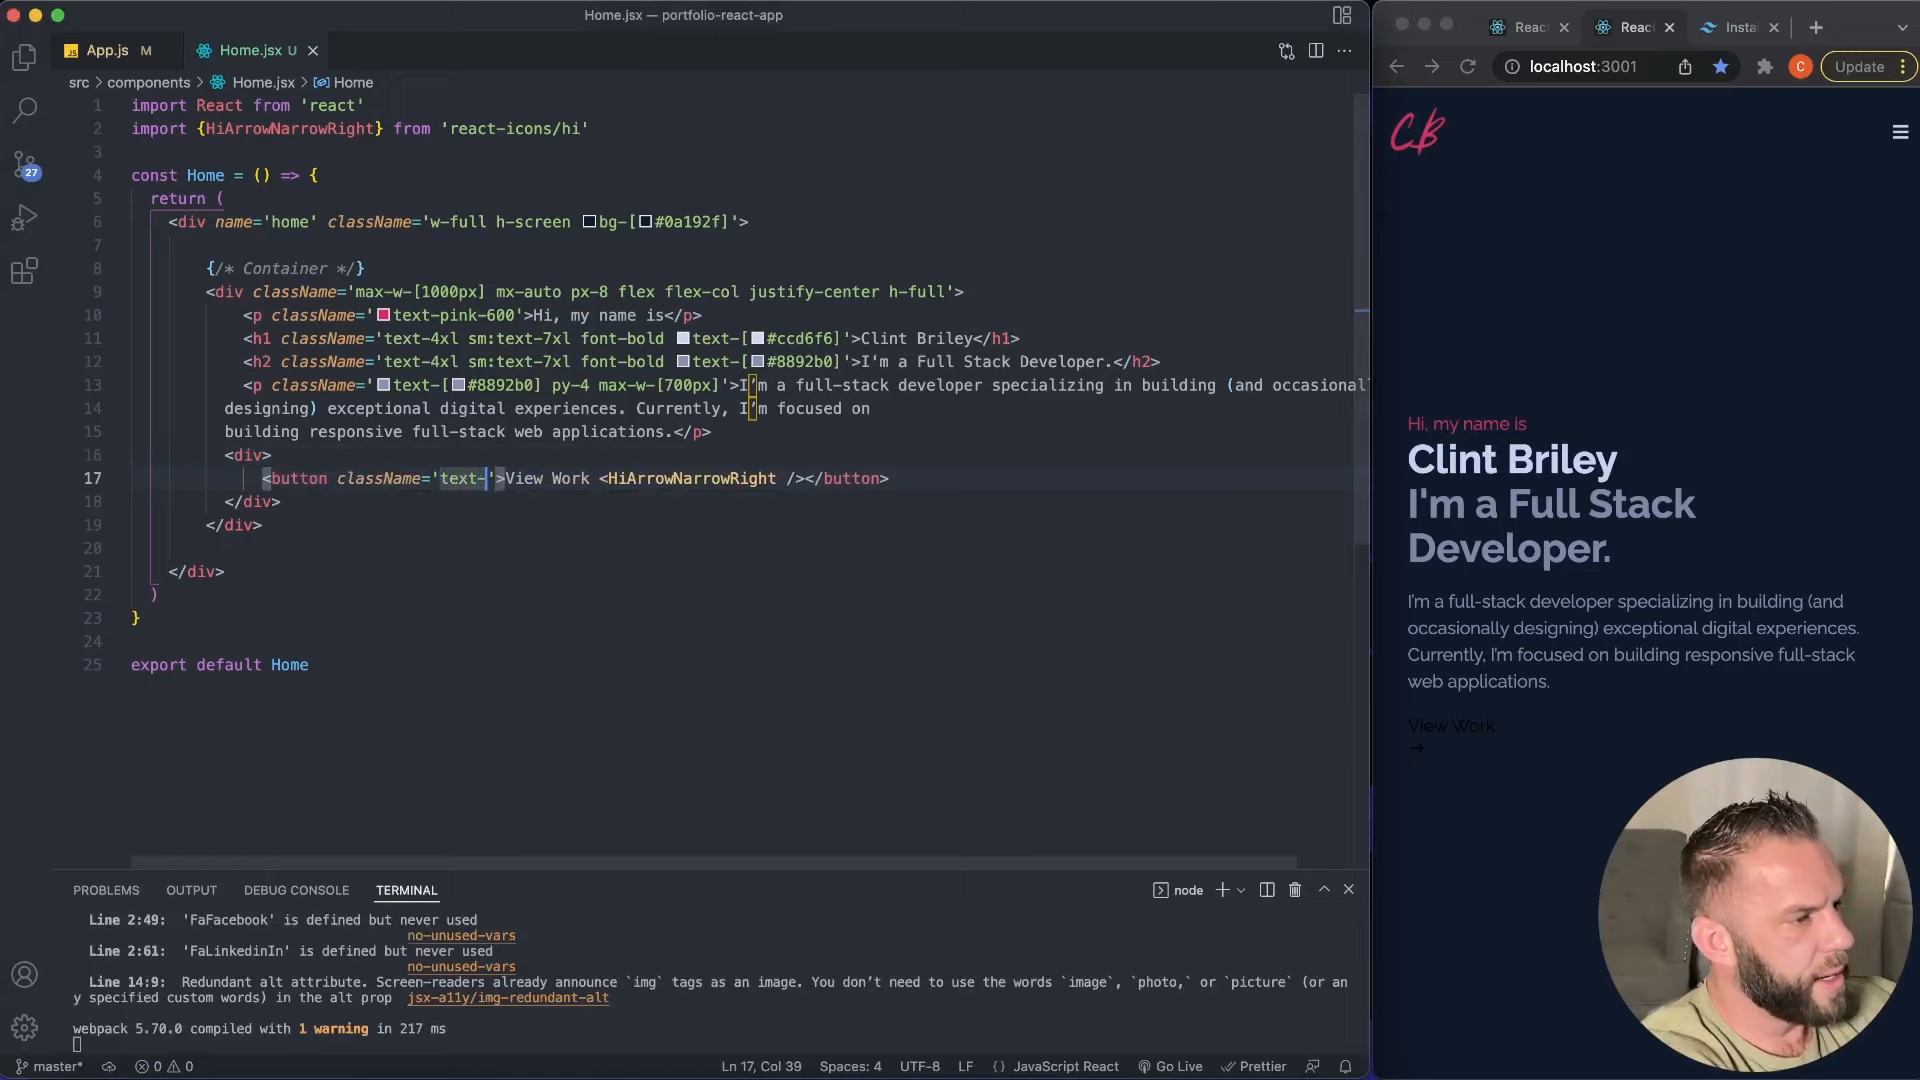 Home.jsx — portfolio-react-app
App.js M
Home.jsx U
src > components > Home.jsx > Home
1 import React from 'react'
2 import {HiArrowNarrowRight} from 'react-icons/hi'
3
4 const Home = () => {
5 return (
6 <div name='home' className='w-full h-screen bg-[#0a192f]'>
7
8 {/* Container */}
9 <div className='max-w-[1000px] mx-auto px-8 flex flex-col justify-center h-full'>
10 <p className='text-pink-600'>Hi, my name is</p>
11 <h1 className='text-4xl sm:text-7xl font-bold text-[#ccd6f6]'>Clint Briley</h1>
12 <h2 className='text-4xl sm:text-7xl font-bold text-[#8892b0]'>I'm a Full Stack Developer.</h2>
13 <p className='text-[#8892b0] py-4 max-w-[700px]'>I’m a full-stack developer specializing in building (and occasional
14 designing) exceptional digital experiences. Currently, I’m focused on
15 building responsive full-stack web applications.</p>
16 <div>
17 <button className='text-'>View Work <HiArrowNarrowRight /></button>
18 </div>
19 </div>
20
21 </div>
22 )
23 }
24
25 export default Home
27
PROBLEMS OUTPUT DEBUG CONSOLE TERMINAL
node
Line 2:49: 'FaFacebook' is defined but never used
no-unused-vars
Line 2:61: 'FaLinkedinIn' is defined but never used
no-unused-vars
Line 14:9: Redundant alt attribute. Screen-readers already announce `img` tags as an image. You don’t need to use the words `image`, `photo,` or `picture` (or an
y specified custom words) in the alt prop jsx-a11y/img-redundant-alt
webpack 5.70.0 compiled with 1 warning in 217 ms
master* 0 0 Ln 17, Col 39 Spaces: 4 UTF-8 LF {} JavaScript React Go Live Prettier
React
React
Instal
localhost:3001
C
Update
CB
Hi, my name is
Clint Briley
I'm a Full Stack
Developer.
I’m a full-stack developer specializing in building (and
occasionally designing) exceptional digital experiences.
Currently, I’m focused on building responsive full-stack
web applications.
View Work
→